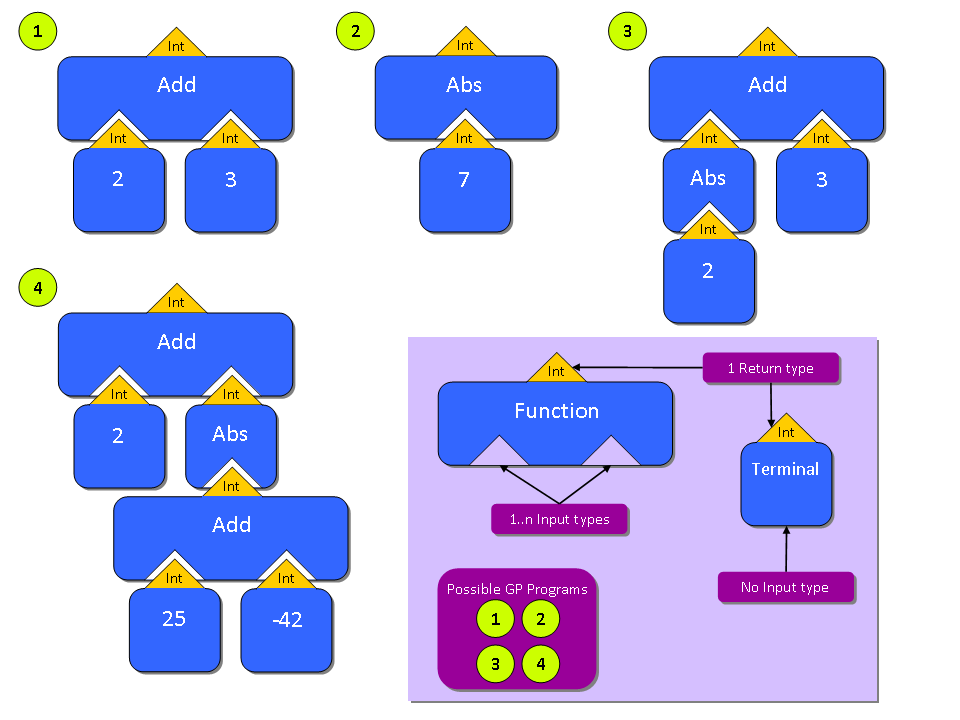 1
Int
Add
Int
Int
2
3
2
Int
Abs
Int
7
3
Int
Add
Int
Int
Abs
3
Int
2
4
Int
Add
Int
Int
2
Abs
Int
Add
Int
Int
25
-42
Int
Function
1 Return type
Int
Terminal
1..n Input types
No Input type
Possible GP Programs
1
2
3
4